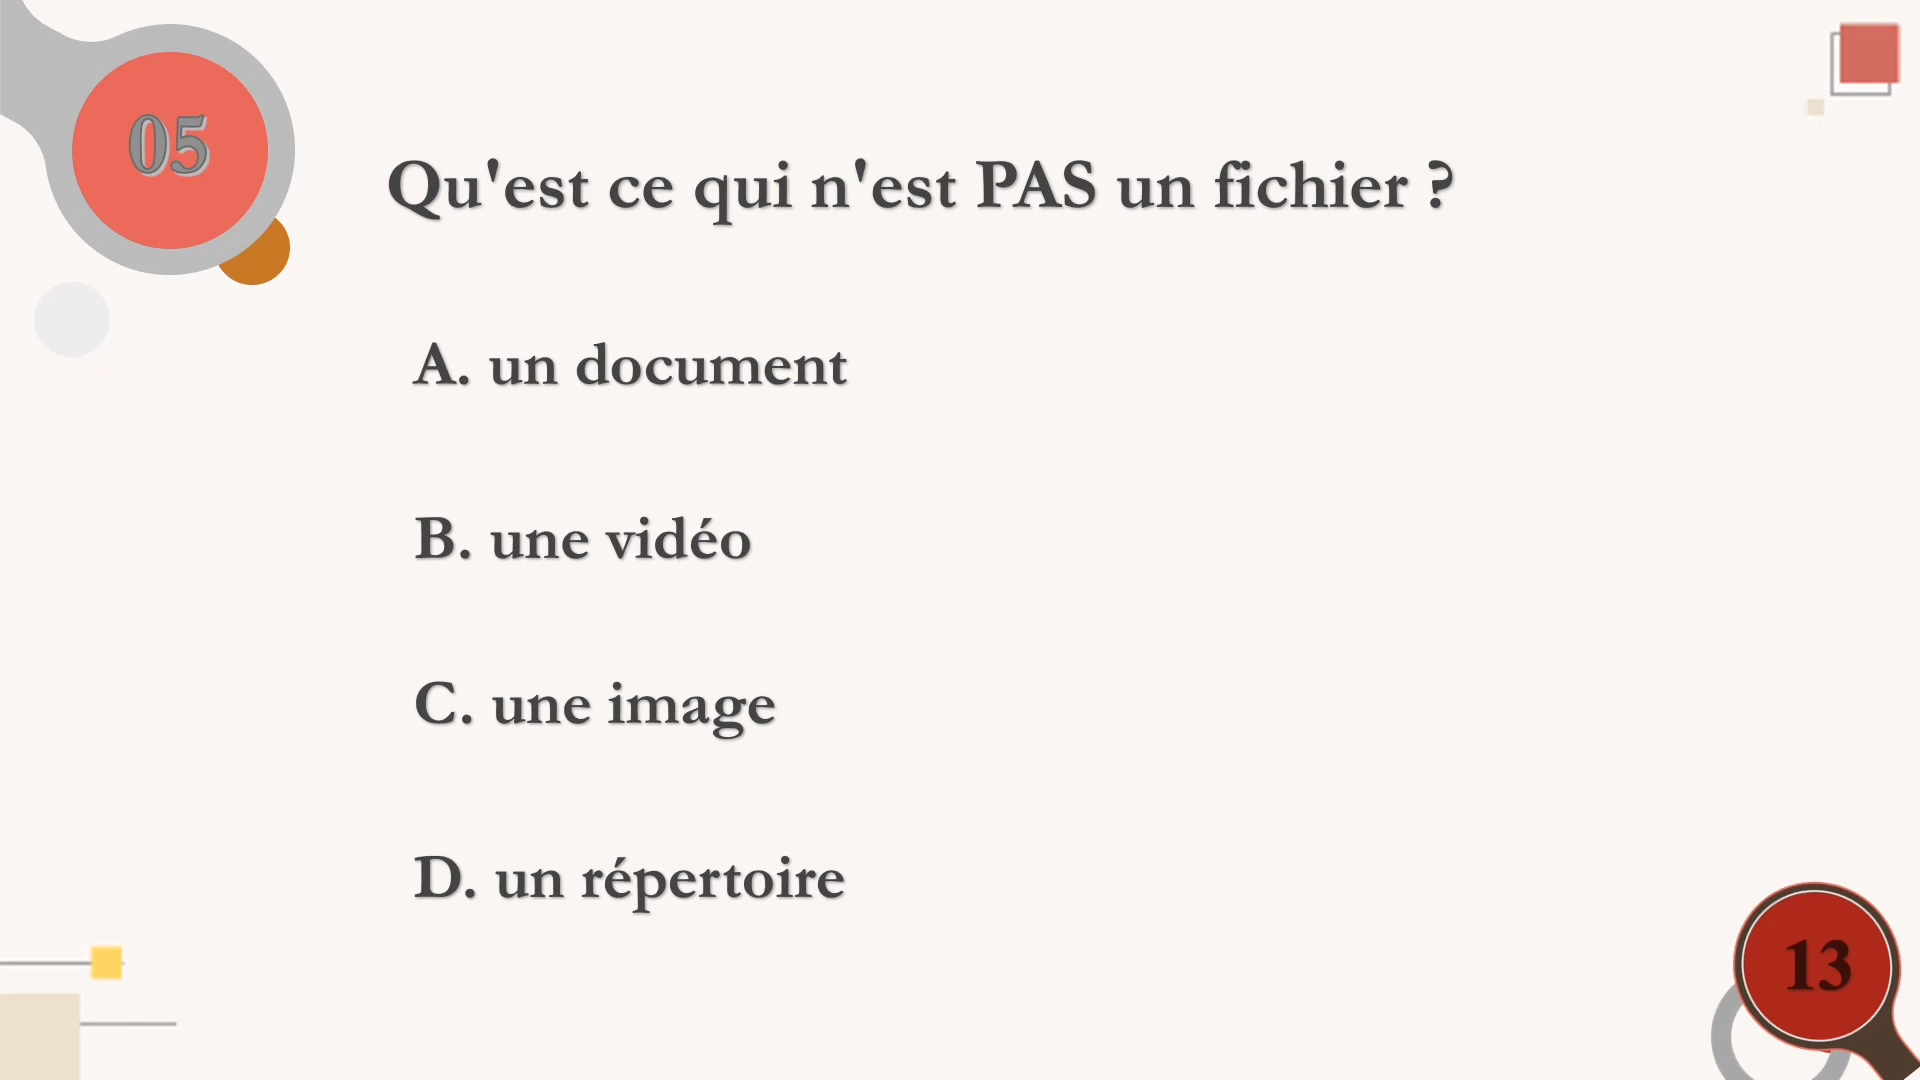 05
Qu'est ce qui n'est PAS un fichier ?
A. un document
B. une vidéo
C. une image
D. un répertoire
13